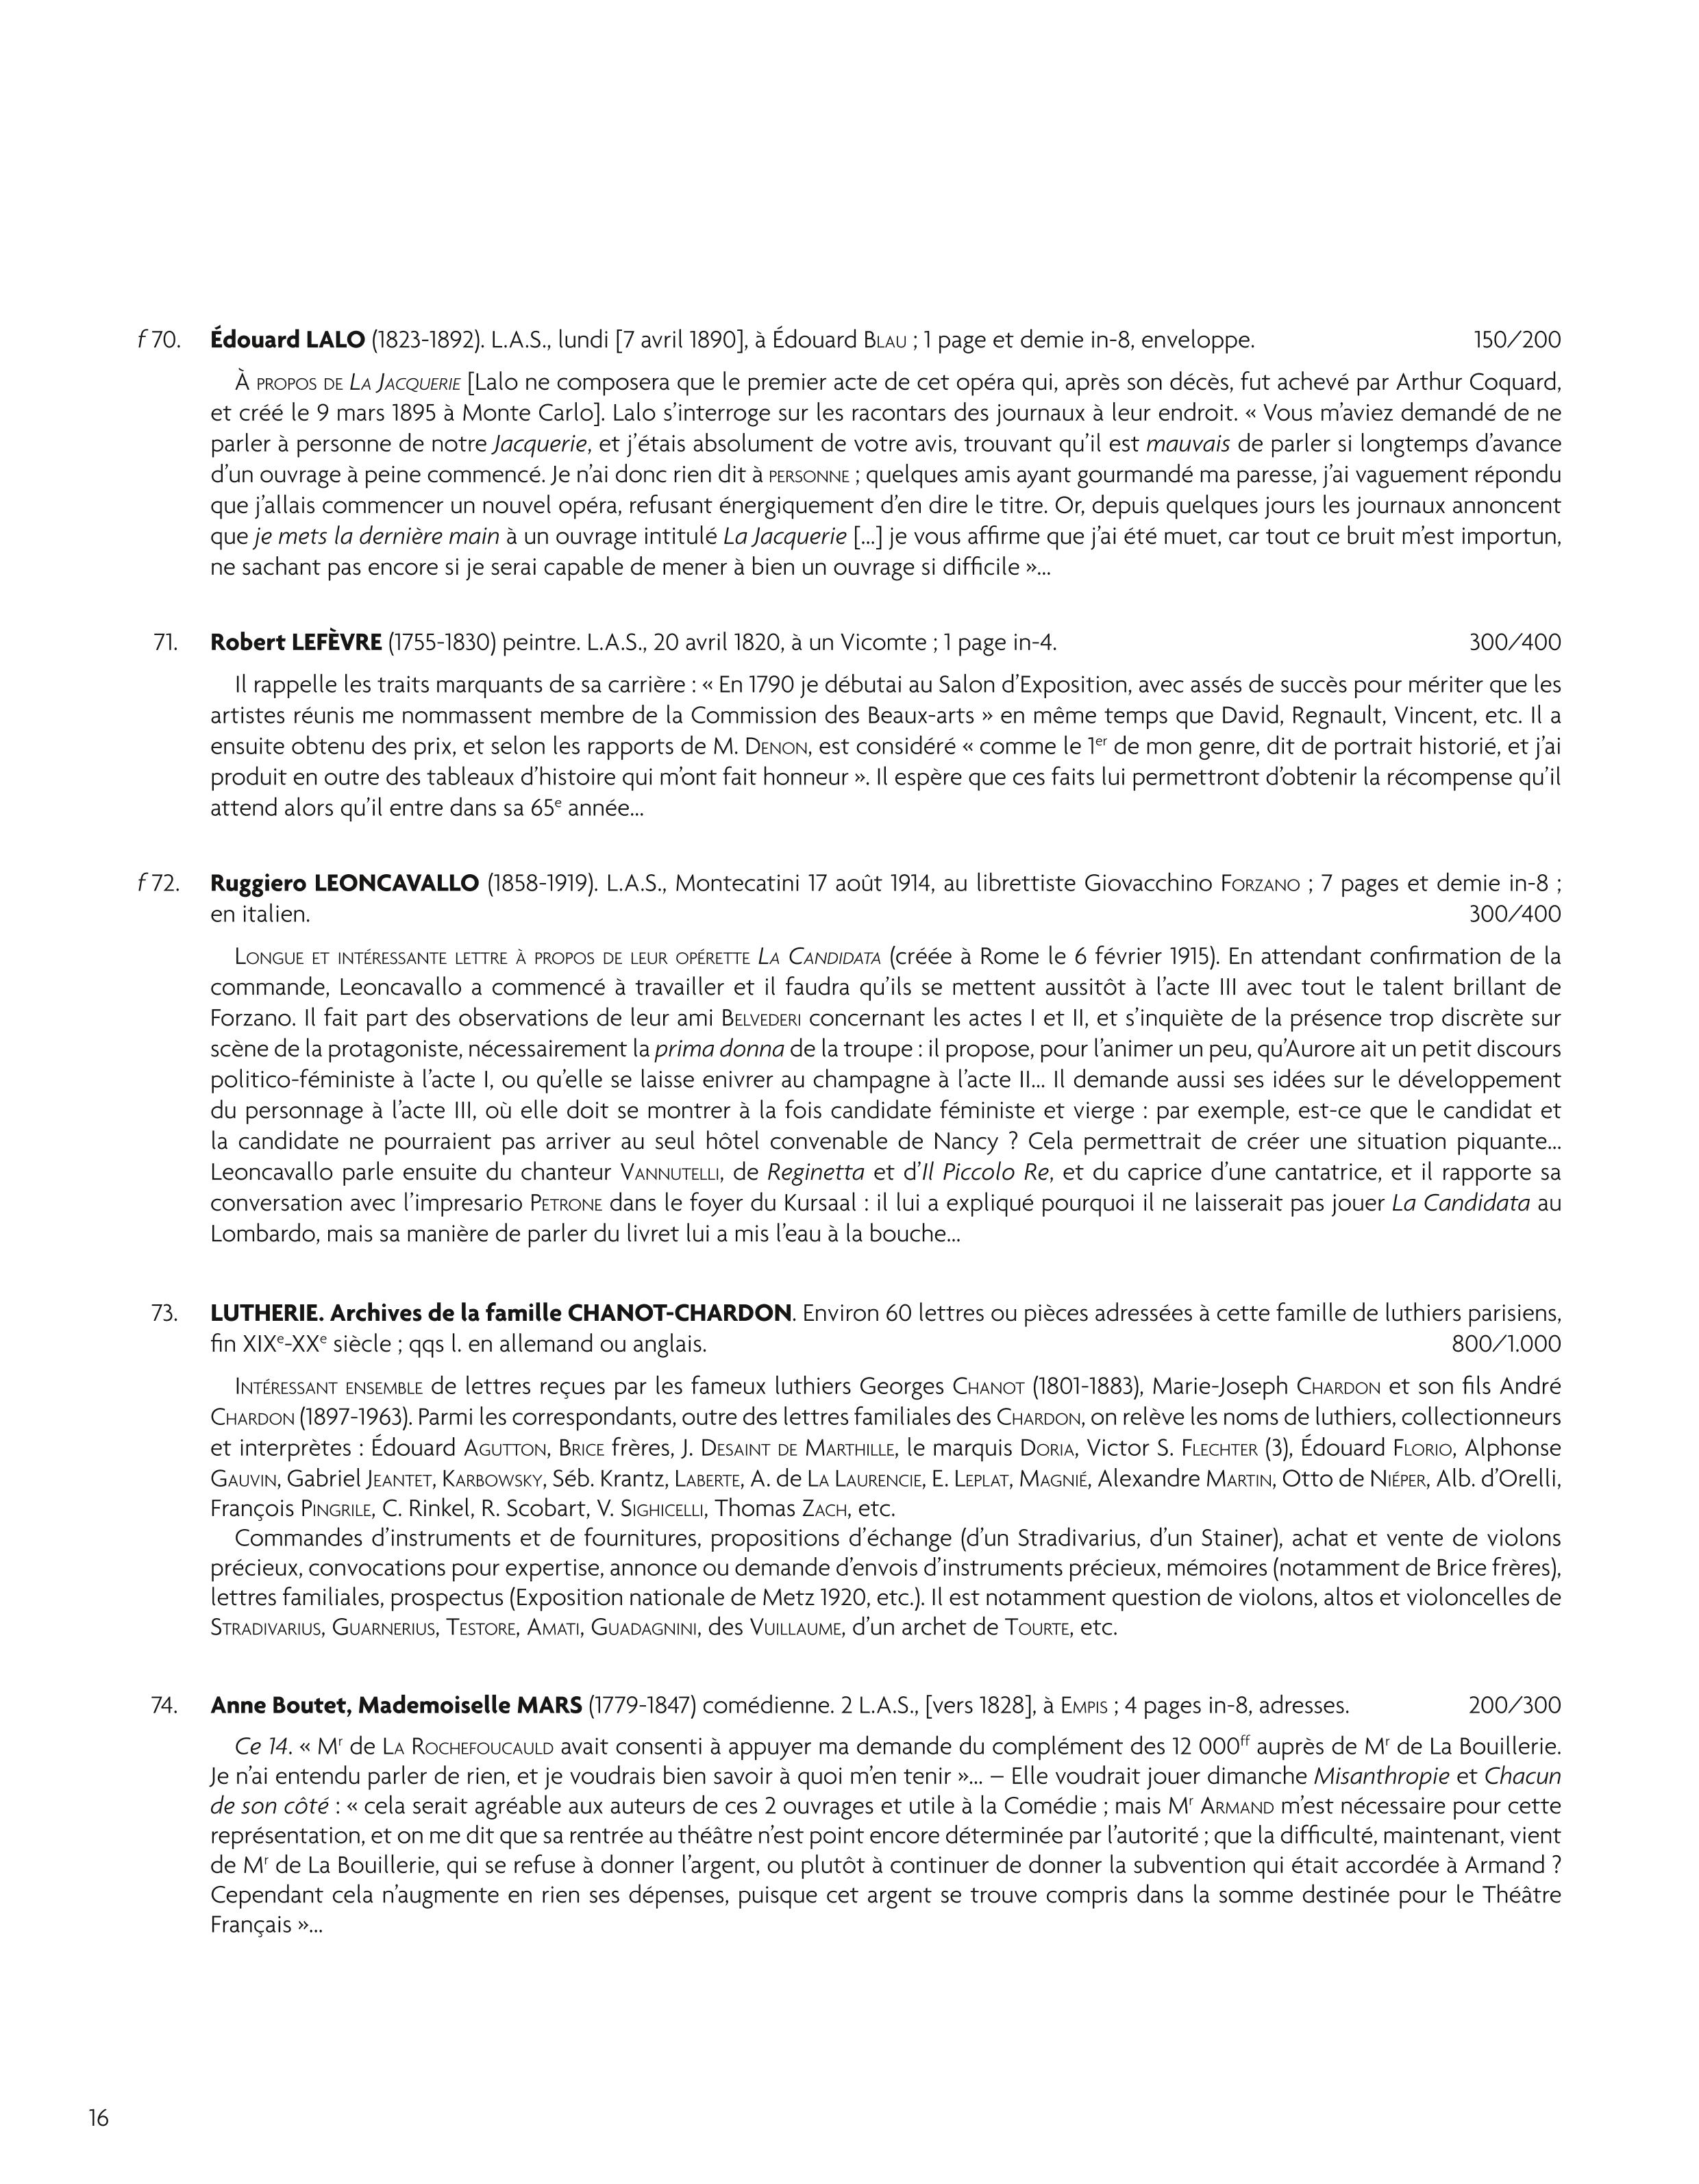 f 70. Édouard LALO (1823-1892). L.A.S., lundi [7 avril 1890], à Édouard Blau ; 1 page et demie in-8, enveloppe. 150/200
À propos de La Jacquerie [Lalo ne composera que le premier acte de cet opéra qui, après son décès, fut achevé par Arthur Coquard,
et créé le 9 mars 1895 à Monte Carlo]. Lalo s’interroge sur les racontars des journaux à leur endroit. « Vous m’aviez demandé de ne
parler à personne de notre Jacquerie, et j’étais absolument de votre avis, trouvant qu’il est mauvais de parler si longtemps d’avance
d’un ouvrage à peine commencé. Je n’ai donc rien dit à personne ; quelques amis ayant gourmandé ma paresse, j’ai vaguement répondu
que j’allais commencer un nouvel opéra, refusant énergiquement d’en dire le titre. Or, depuis quelques jours les journaux annoncent
que je mets la dernière main à un ouvrage intitulé La Jacquerie [...] je vous affirme que j’ai été muet, car tout ce bruit m’est importun,
ne sachant pas encore si je serai capable de mener à bien un ouvrage si difficile »...
71. Robert LEFÈVRE (1755-1830) peintre. L.A.S., 20 avril 1820, à un Vicomte ; 1 page in-4. 300/400
Il rappelle les traits marquants de sa carrière : « En 1790 je débutai au Salon d’Exposition, avec assés de succès pour mériter que les
artistes réunis me nommassent membre de la Commission des Beaux-arts » en même temps que David, Regnault, Vincent, etc. Il a
ensuite obtenu des prix, et selon les rapports de M. Denon, est considéré « comme le 1er de mon genre, dit de portrait historié, et j’ai
produit en outre des tableaux d’histoire qui m’ont fait honneur ». Il espère que ces faits lui permettront d’obtenir la récompense qu’il
attend alors qu’il entre dans sa 65e année...
f 72. Ruggiero LEONCAVALLO (1858-1919). L.A.S., Montecatini 17 août 1914, au librettiste Giovacchino Forzano ; 7 pages et demie in-8 ;
en italien. 300/400
Longue et intéressante lettre à propos de leur opérette La Candidata (créée à Rome le 6 février 1915). En attendant confirmation de la
commande, Leoncavallo a commencé à travailler et il faudra qu’ils se mettent aussitôt à l’acte III avec tout le talent brillant de
Forzano. Il fait part des observations de leur ami Belvederi concernant les actes I et II, et s’inquiète de la présence trop discrète sur
scène de la protagoniste, nécessairement la prima donna de la troupe : il propose, pour l’animer un peu, qu’Aurore ait un petit discours
politico-féministe à l’acte I, ou qu’elle se laisse enivrer au champagne à l’acte II... Il demande aussi ses idées sur le développement
du personnage à l’acte III, où elle doit se montrer à la fois candidate féministe et vierge : par exemple, est-ce que le candidat et
la candidate ne pourraient pas arriver au seul hôtel convenable de Nancy ? Cela permettrait de créer une situation piquante...
Leoncavallo parle ensuite du chanteur Vannutelli, de Reginetta et d’Il Piccolo Re, et du caprice d’une cantatrice, et il rapporte sa
conversation avec l’impresario Petrone dans le foyer du Kursaal : il lui a expliqué pourquoi il ne laisserait pas jouer La Candidata au
Lombardo, mais sa manière de parler du livret lui a mis l’eau à la bouche...
73. LUTHERIE. Archives de la famille CHANOT-CHARDON. Environ 60 lettres ou pièces adressées à cette famille de luthiers parisiens,
fin XIXe-XXe siècle ; qqs l. en allemand ou anglais. 800/1.000
Intéressant ensemble de lettres reçues par les fameux luthiers Georges Chanot (1801-1883), Marie-Joseph Chardon et son fils André
Chardon (1897-1963). Parmi les correspondants, outre des lettres familiales des Chardon, on relève les noms de luthiers, collectionneurs
et interprètes : Édouard Agutton, Brice frères, J. Desaint de Marthille, le marquis Doria, Victor S. Flechter (3), Édouard Florio, Alphonse
Gauvin, Gabriel Jeantet, Karbowsky, Séb. Krantz, Laberte, A. de La Laurencie, E. Leplat, Magnié, Alexandre Martin, Otto de Niéper, Alb. d’Orelli,
François Pingrile, C. Rinkel, R. Scobart, V. Sighicelli, Thomas Zach, etc.
Commandes d’instruments et de fournitures, propositions d’échange (d’un Stradivarius, d’un Stainer), achat et vente de violons
précieux, convocations pour expertise, annonce ou demande d’envois d’instruments précieux, mémoires (notamment de Brice frères),
lettres familiales, prospectus (Exposition nationale de Metz 1920, etc.). Il est notamment question de violons, altos et violoncelles de
Stradivarius, Guarnerius, Testore, Amati, Guadagnini, des Vuillaume, d’un archet de Tourte, etc.
74. Anne Boutet, Mademoiselle MARS (1779-1847) comédienne. 2 L.A.S., [vers 1828], à Empis ; 4 pages in-8, adresses. 200/300
Ce 14. « Mr de La Rochefoucauld avait consenti à appuyer ma demande du complément des 12 000ff auprès de Mr de La Bouillerie.
Je n’ai entendu parler de rien, et je voudrais bien savoir à quoi m’en tenir »... – Elle voudrait jouer dimanche Misanthropie et Chacun
de son côté : « cela serait agréable aux auteurs de ces 2 ouvrages et utile à la Comédie ; mais Mr Armand m’est nécessaire pour cette
représentation, et on me dit que sa rentrée au théâtre n’est point encore déterminée par l’autorité ; que la difficulté, maintenant, vient
de Mr de La Bouillerie, qui se refuse à donner l’argent, ou plutôt à continuer de donner la subvention qui était accordée à Armand ?
Cependant cela n’augmente en rien ses dépenses, puisque cet argent se trouve compris dans la somme destinée pour le Théâtre
Français »...
16